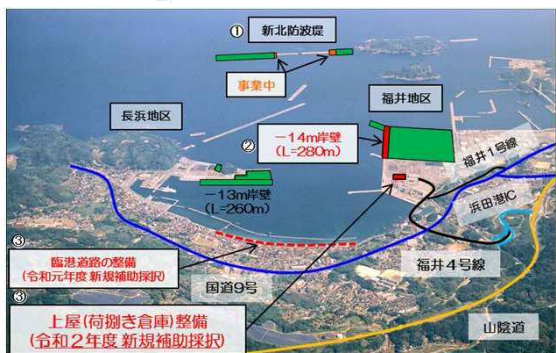 ① 新北防波堤
事業中
長浜地区
福井地区
②
-14m岸壁
(L=280m)
福井1号線
-13m岸壁
(L=260m)
浜田港IC
③
臨港道路の整備
(令和元年度 新規補助採択)
国道9号
福井4号線
③
上屋(荷捌き倉庫)整備
(令和2年度 新規補助採択)
山陰道